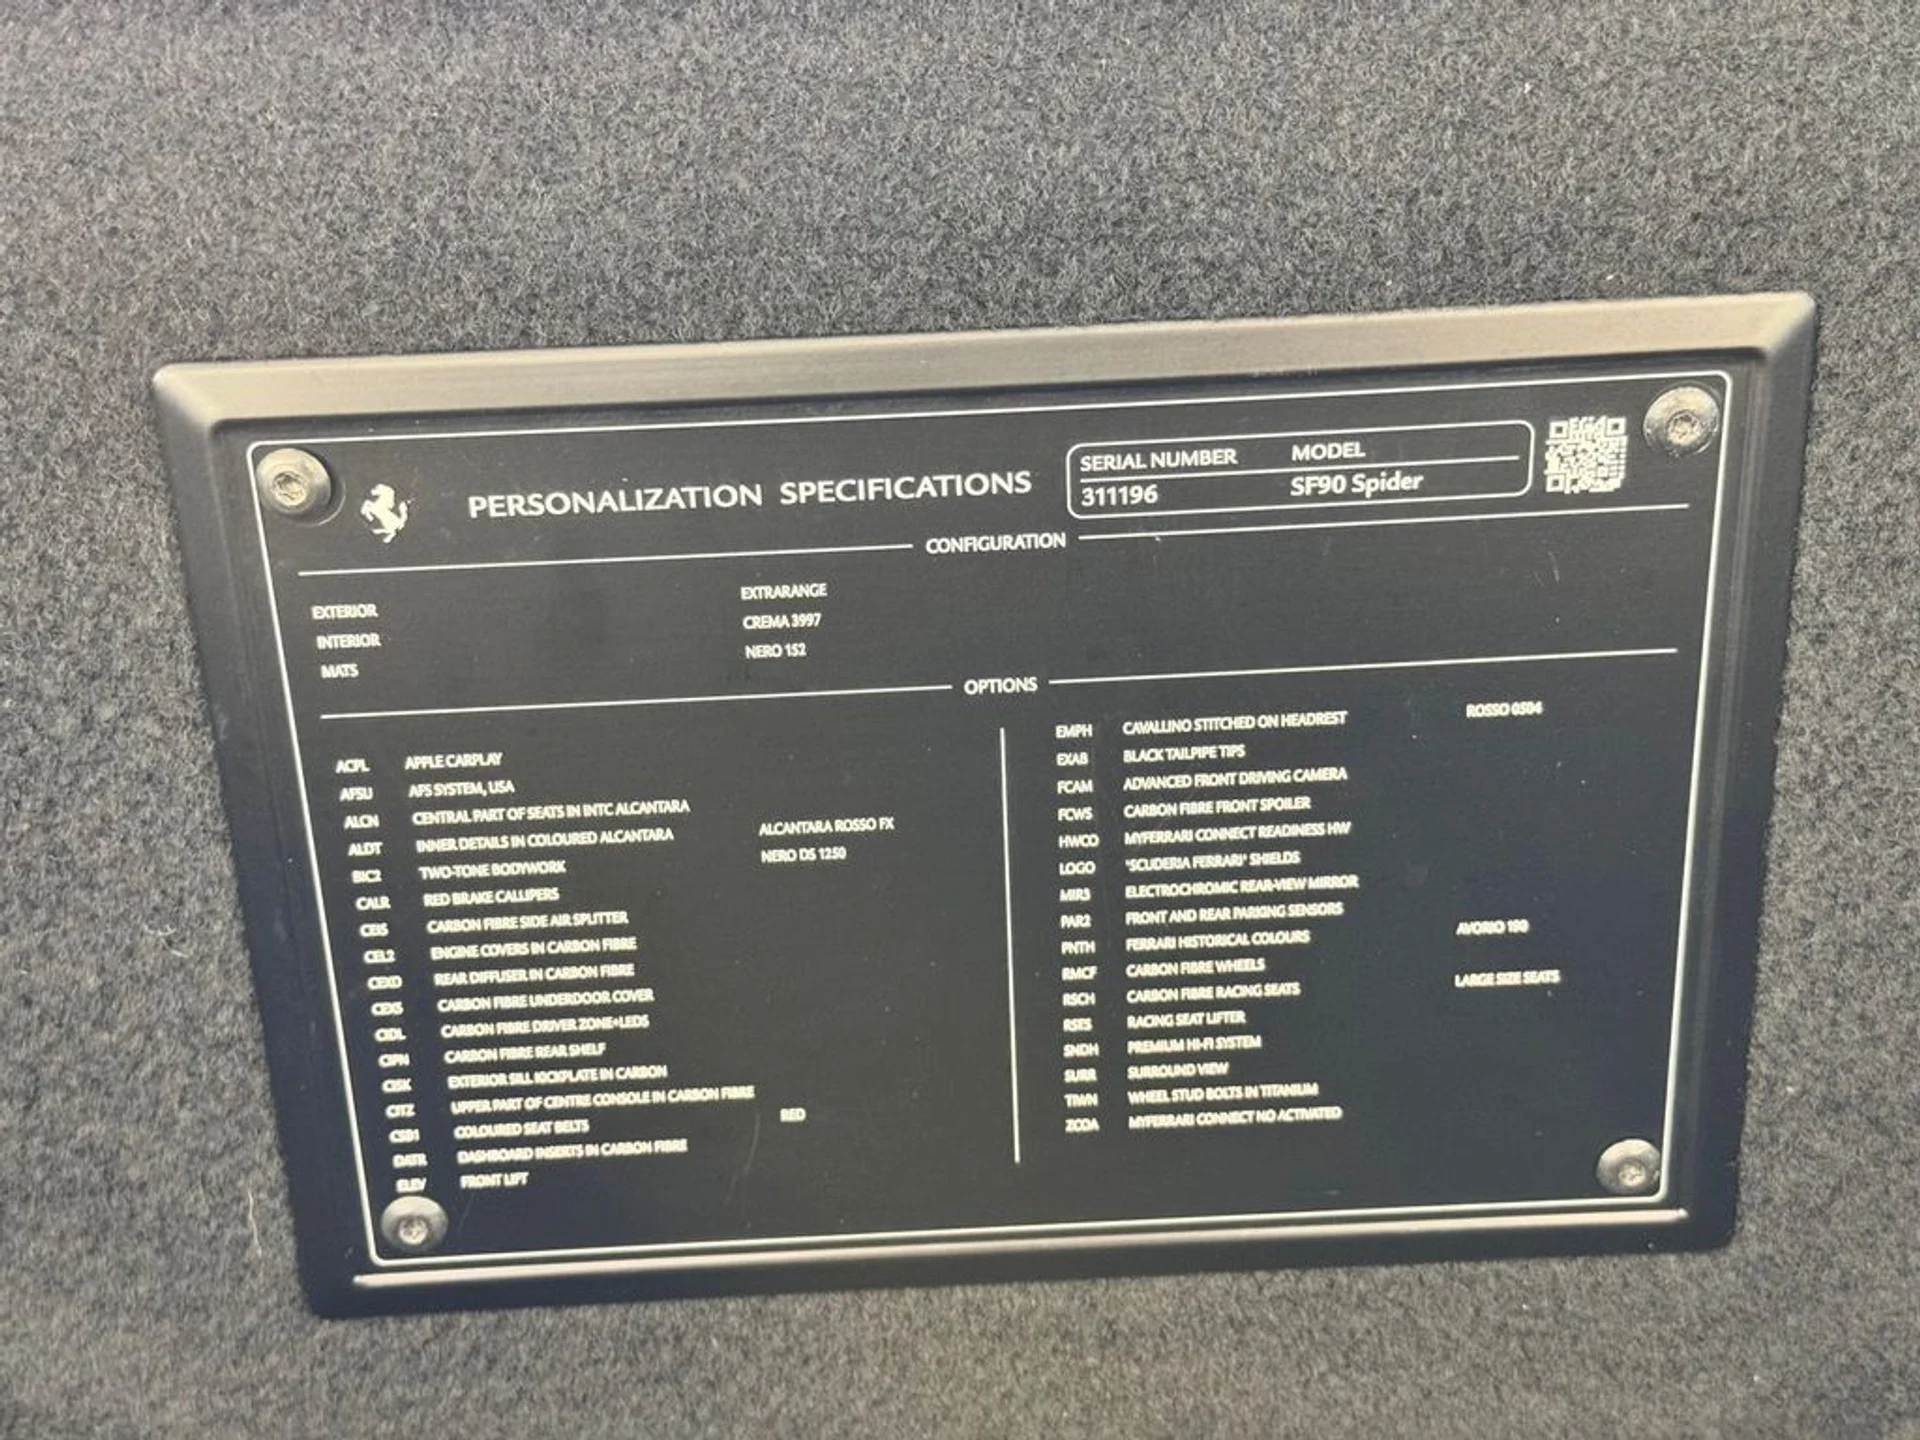 PERSONALIZATION SPECIFICATIONS
SERIAL NUMBER MODEL
311196 SF90 Spider
CONFIGURATION
EXTERIOR EXTRARANGE
INTERIOR CREMA 3997
MATS NERO 152
OPTIONS
ACPL APPLE CARPLAY
AFSU AFS SYSTEM, USA
ALCN CENTRAL PART OF SEATS IN INTC ALCANTARA
ALDT INNER DETAILS IN COLOURED ALCANTARA ALCANTARA ROSSO FX
BIC2 TWO-TONE BODYWORK NERO DS 1250
CALR RED BRAKE CALLIPERS
CEIS CARBON FIBRE SIDE AIR SPLITTER
CEL2 ENGINE COVERS IN CARBON FIBRE
CEXD REAR DIFFUSER IN CARBON FIBRE
CEXS CARBON FIBRE UNDERDOOR COVER
CIDL CARBON FIBRE DRIVER ZONE+LEDS
CIPN CARBON FIBRE REAR SHELF
CISK EXTERIOR SILL KICKPLATE IN CARBON
CITZ UPPER PART OF CENTRE CONSOLE IN CARBON FIBRE
CSB1 COLOURED SEAT BELTS RED
DATR DASHBOARD INSERTS IN CARBON FIBRE
ELEV FRONT LIFT
EMPH CAVALLINO STITCHED ON HEADREST ROSSO 0504
EXAB BLACK TAILPIPE TIPS
FCAM ADVANCED FRONT DRIVING CAMERA
FCWS CARBON FIBRE FRONT SPOILER
HWCO MYFERRARI CONNECT READINESS HW
LOGO "SCUDERIA FERRARI" SHIELDS
MIR3 ELECTROCHROMIC REAR-VIEW MIRROR
PAR2 FRONT AND REAR PARKING SENSORS
PNTH FERRARI HISTORICAL COLOURS AVORIO 100
RMCF CARBON FIBRE WHEELS
RSCH CARBON FIBRE RACING SEATS LARGE SIZE SEATS
RSES RACING SEAT LIFTER
SNDH PREMIUM HI-FI SYSTEM
SURR SURROUND VIEW
TIWN WHEEL STUD BOLTS IN TITANIUM
ZCOA MYFERRARI CONNECT NO ACTIVATED